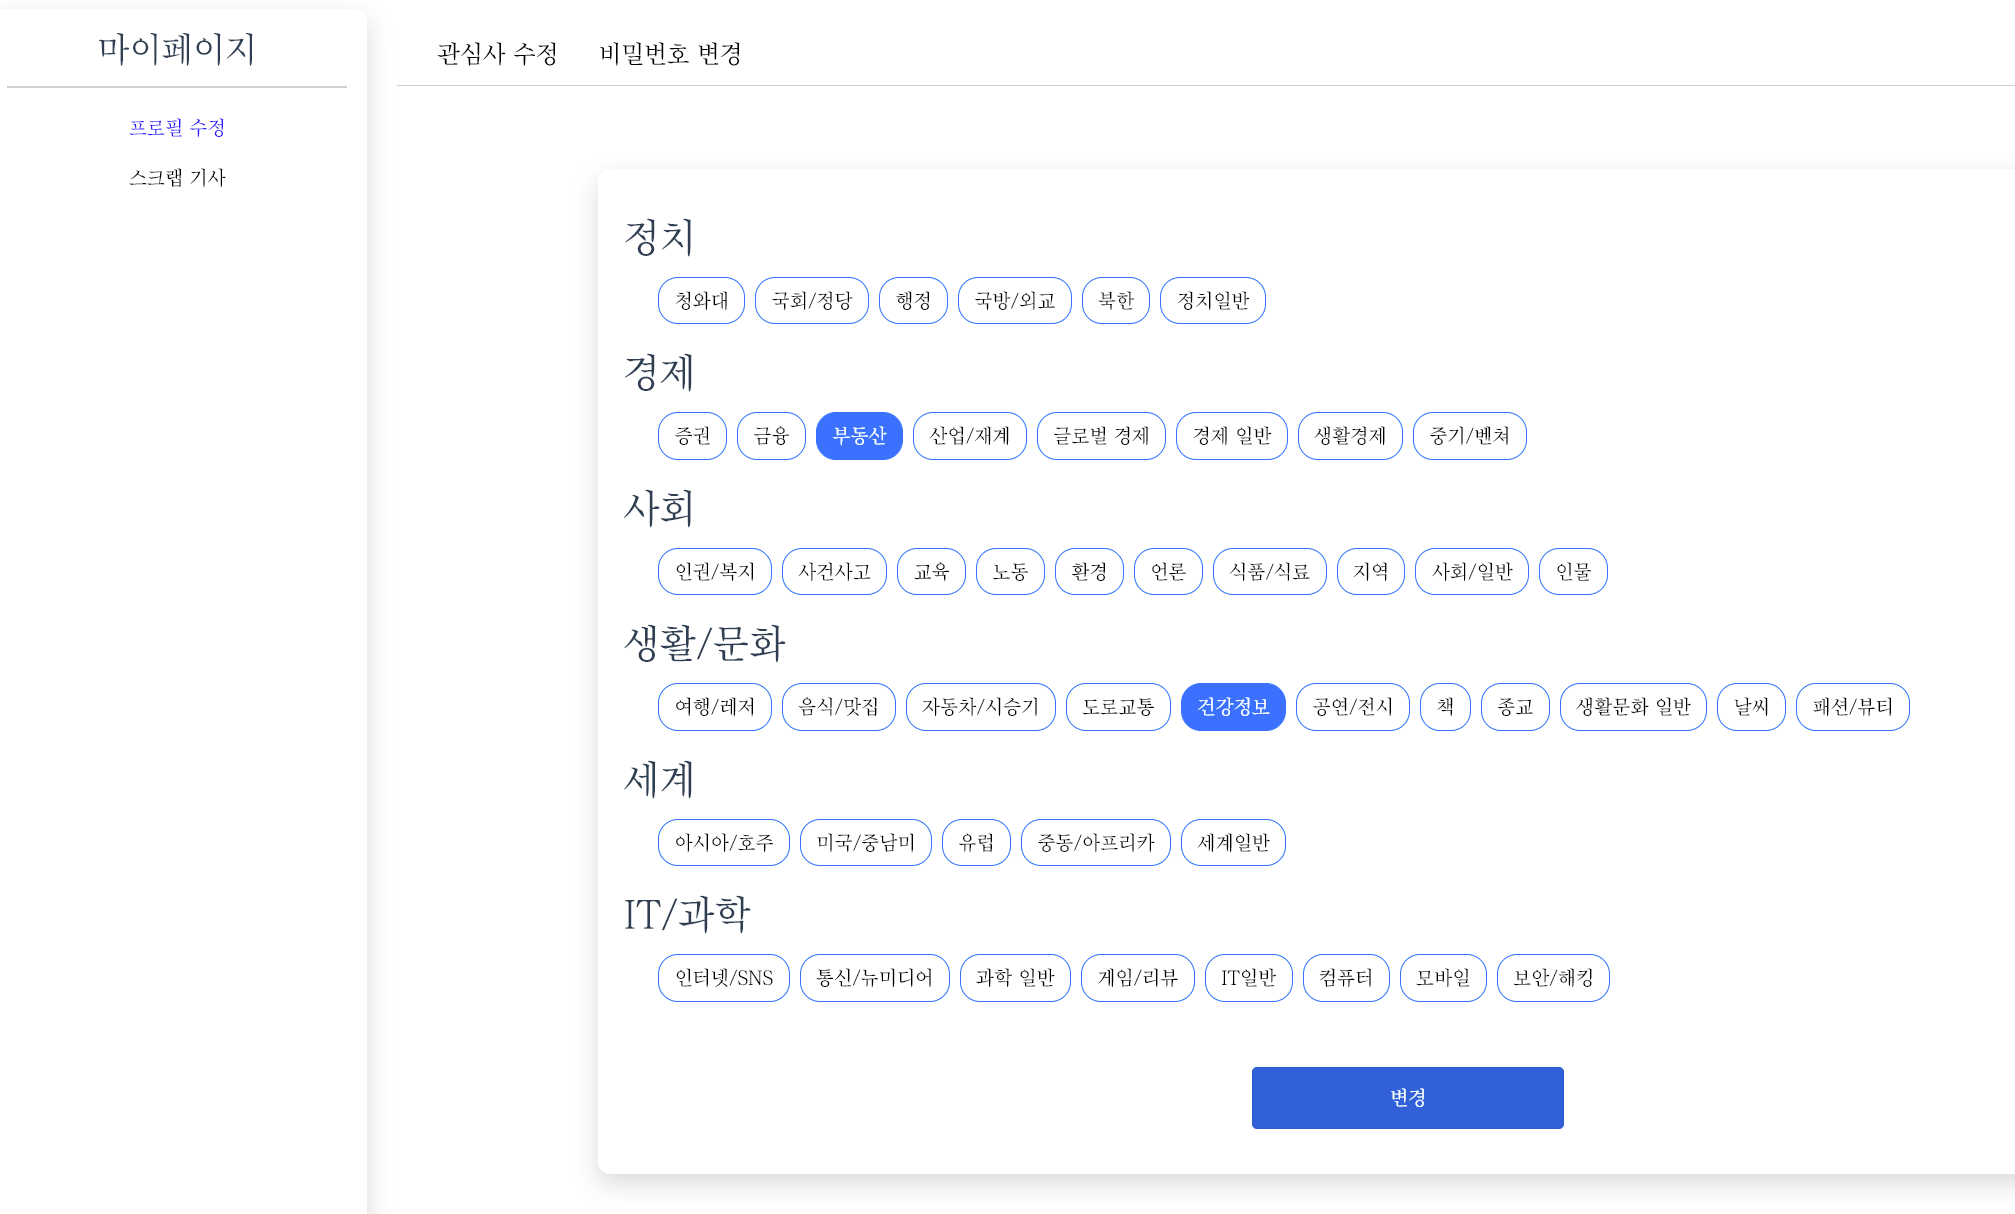 마이페이지
프로필 수정
스크랩 기사
관심사 수정 비밀번호 변경
정치
청와대 국회/정당 행정 국방/외교 북한 정치일반
경제
증권 금융 부동산 산업/재계 글로벌 경제 경제 일반 생활경제 중기/벤쳐
사회
인권/복지 사건사고 교육 노동 환경 언론 식품/식료 지역 사회/일반 인물
생활/문화
여행/레저 음식/맛집 자동차/시승기 도로교통 건강정보 공연/전시 책 종교 생활문화 일반 날씨 패션/뷰티
세계
아시아/호주 미국/중남미 유럽 중동/아프리카 세계일반
IT/과학
인터넷/SNS 통신/뉴미디어 과학 일반 게임/리뷰 IT일반 컴퓨터 모바일 보안/해킹
변경